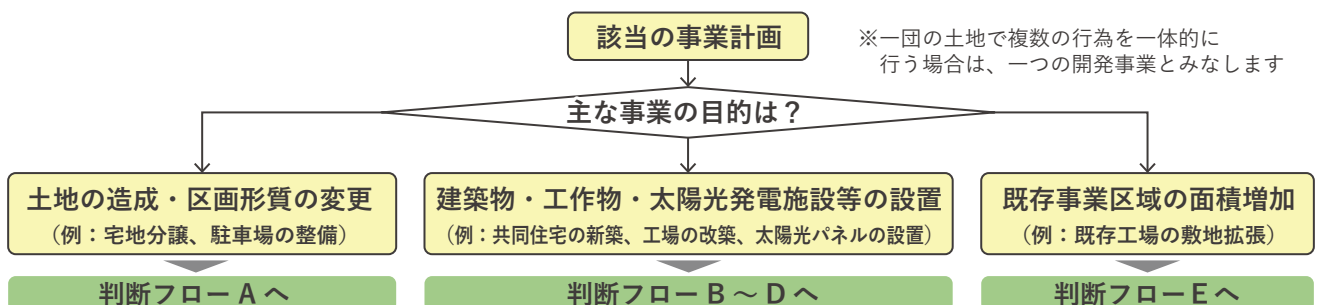 該当の事業計画
※一団の土地で複数の行為を一体的に
行う場合は、一つの開発事業とみなします
主な事業の目的は？
土地の造成・区画形質の変更
（例：宅地分譲、駐車場の整備）
判断フロー A へ
建築物・工作物・太陽光発電施設等の設置
（例：共同住宅の新築、工場の改築、太陽光パネルの設置）
判断フロー B ～ D へ
既存事業区域の面積増加
（例：既存工場の敷地拡張）
判断フロー E へ